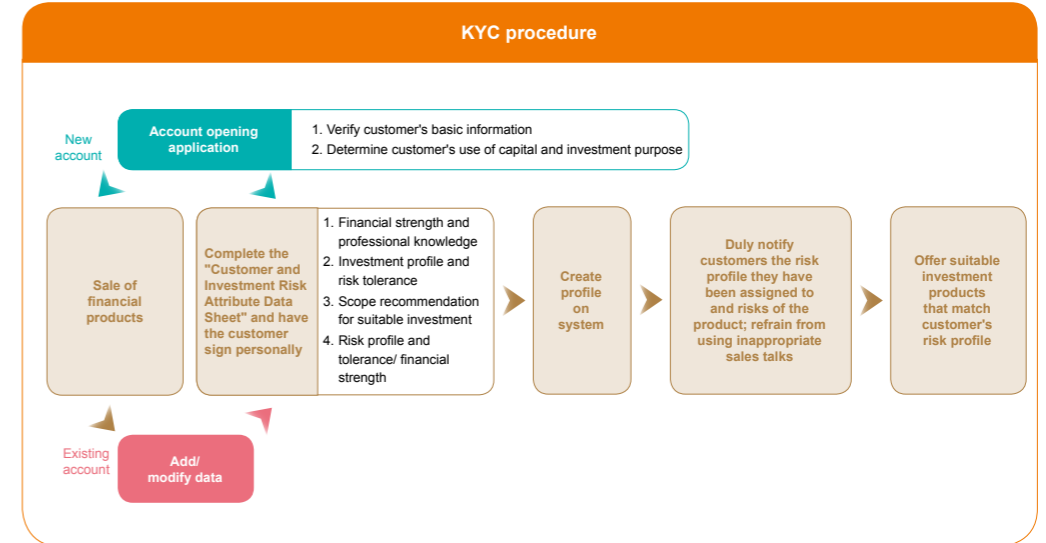 KYC procedure
New
account
Account opening
application
1. Verify customer's basic information
2. Determine customer's use of capital and investment purpose
Sale of
financial
products
Complete the
"Customer and
Investment Risk
Attribute Data
Sheet" and have
the customer
sign personally
1. Financial strength and
professional knowledge
2. Investment profile and
risk tolerance
3. Scope recommendation
for suitable investment
4. Risk profile and
tolerance/ financial
strength
Create
profile
on
system
Duly notify
customers the risk
profile they have
been assigned to
and risks of the
product; refrain from
using inappropriate
sales talks
Offer suitable
investment
products
that match
customer's
risk profile
Existing
account
Add/
modify data